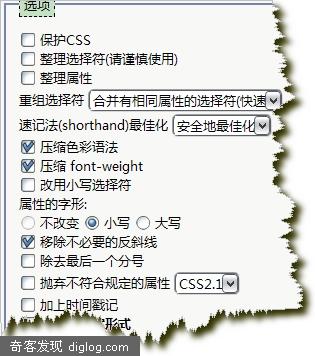 选项
保护CSS
整理选择符(请谨慎使用)
整理属性
重组选择符 合并有相同属性的选择符(快速
速记法(shorthand)最佳化 安全地最佳化
压缩色彩语法
压缩 font-weight
改用小写选择符
属性的字形:
不改变 小写 大写
移除不必要的反斜线
除去最后一个分号
抛弃不符合规定的属性 CSS2.1
加上时间戳记
形式
奇客发现 diglog.com